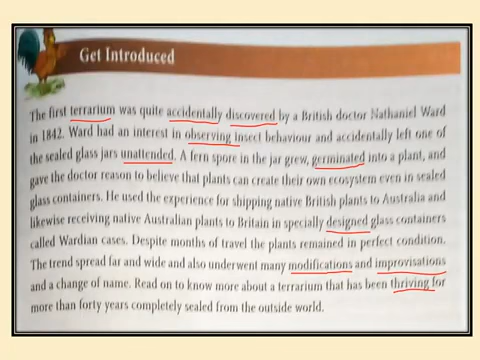 Get Introduced
The first terrarium was quite accidentally discovered by a British doctor Nathaniel Ward
in 1842. Ward had an interest in observing insect behaviour and accidentally left one of
the sealed glass jars unattended. A fern spore in the jar grew, germinated into a plant, and
gave the doctor reason to believe that plants can create their own ecosystem even in sealed
glass containers. He used the experience for shipping native British plants to Australia and
likewise receiving native Australian plants to Britain in specially designed glass containers
called Wardian cases. Despite months of travel the plants remained in perfect condition.
The trend spread far and wide and also underwent many modifications and improvisations
and a change of name. Read on to know more about a terrarium that has been thriving for
more than forty years completely sealed from the outside world.